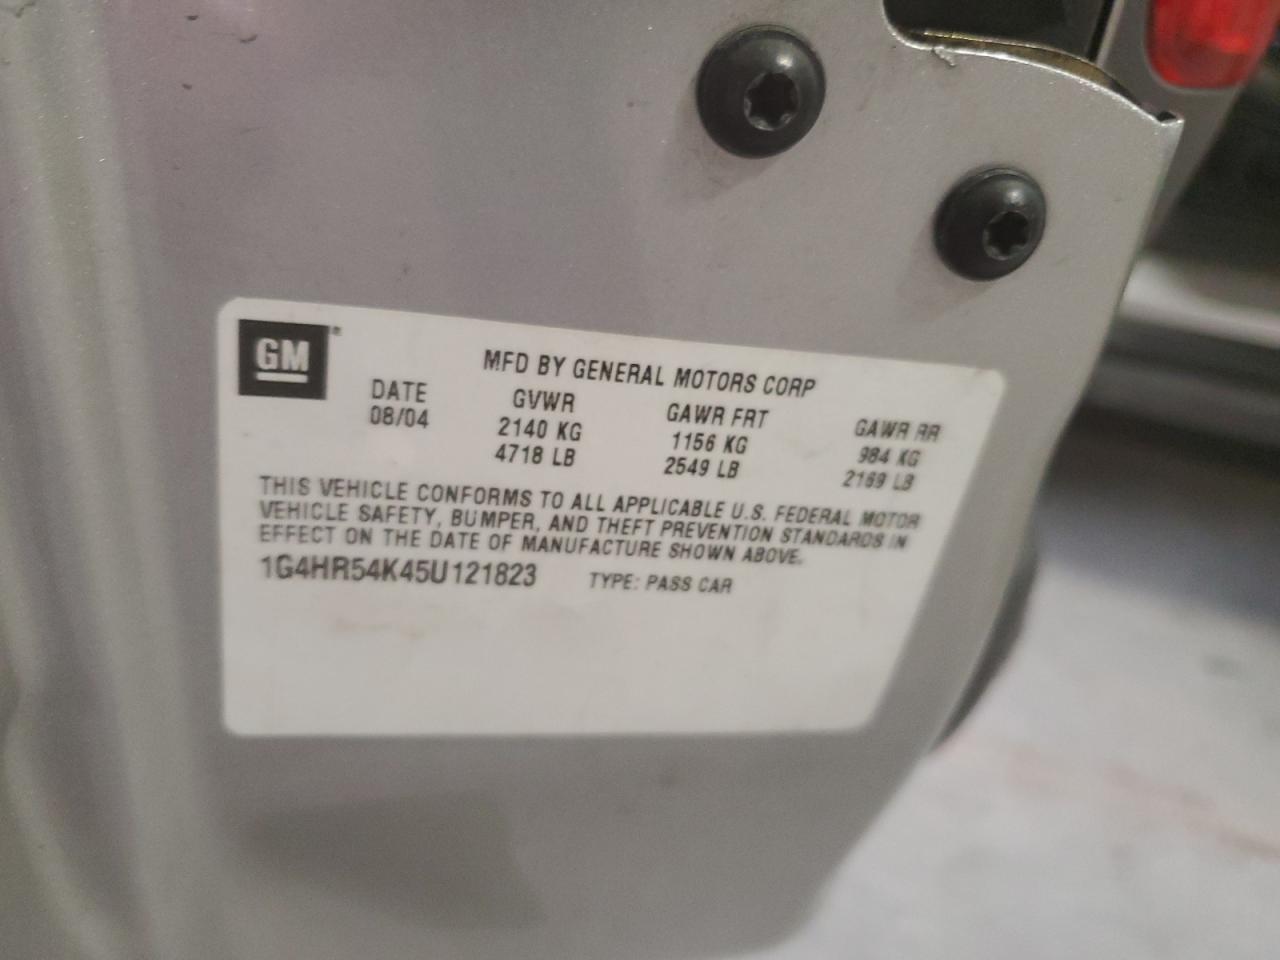 GM
MFD BY GENERAL MOTORS CORP
DATE GVWR GAWR FRT GAWR RR
08/04 2140 KG 1156 KG 984 KG
4718 LB 2549 LB 2169 LB
THIS VEHICLE CONFORMS TO ALL APPLICABLE U.S. FEDERAL MOTOR
VEHICLE SAFETY, BUMPER, AND THEFT PREVENTION STANDARDS IN
EFFECT ON THE DATE OF MANUFACTURE SHOWN ABOVE.
1G4HR54K45U121823 TYPE: PASS CAR